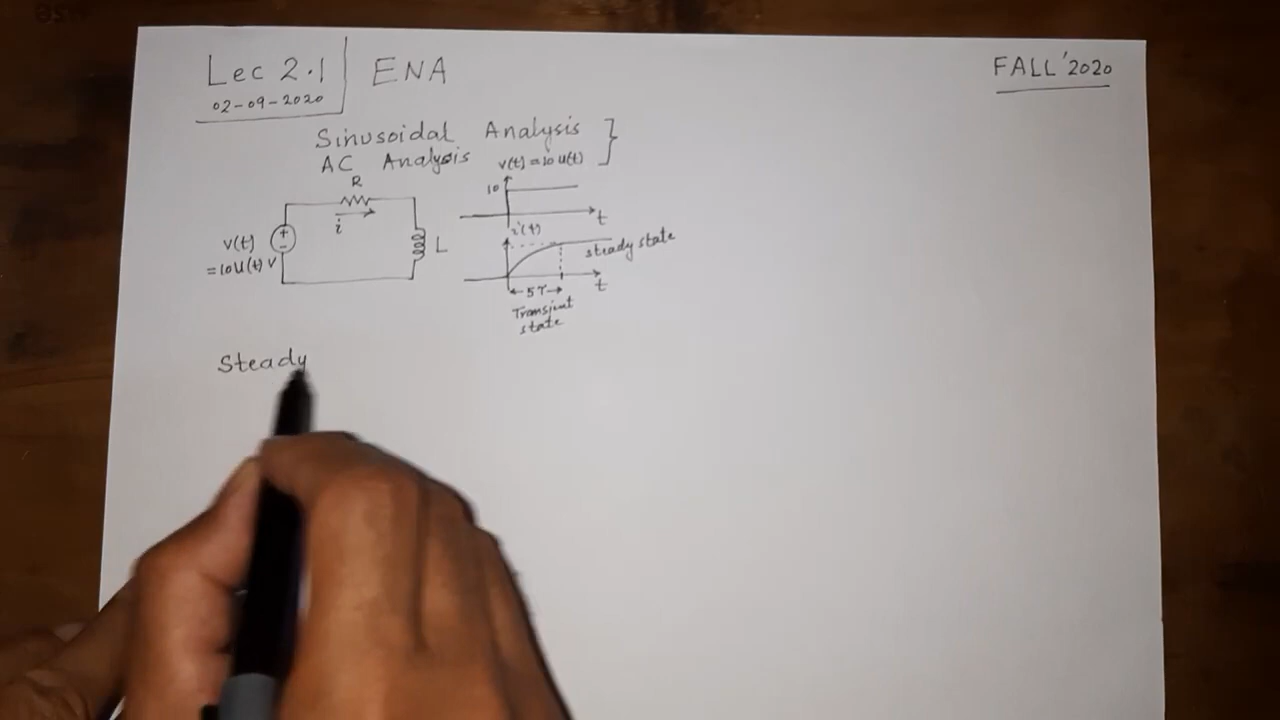 Lec 2.1
02-09-2020
ENA
FALL'2020
Sinusoidal Analysis
AC Analysis
R
i
V(t)
= 10U(t) V
+
-
L
v(t) = 10 u(t)
10
t
i(t)
steady state
5τ
t
Transient
state
Steady